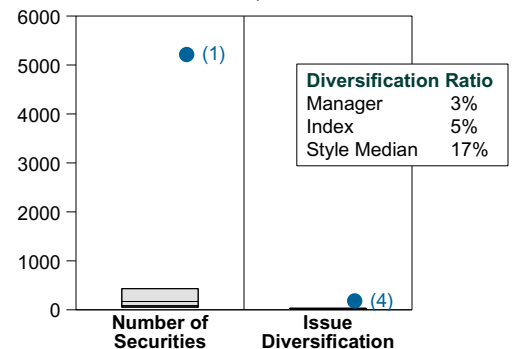 6000
5000
4000
3000
2000
1000
0
(1)
(4)
Diversification Ratio
Manager 3%
Index 5%
Style Median 17%
Number of
Securities
Issue
Diversification